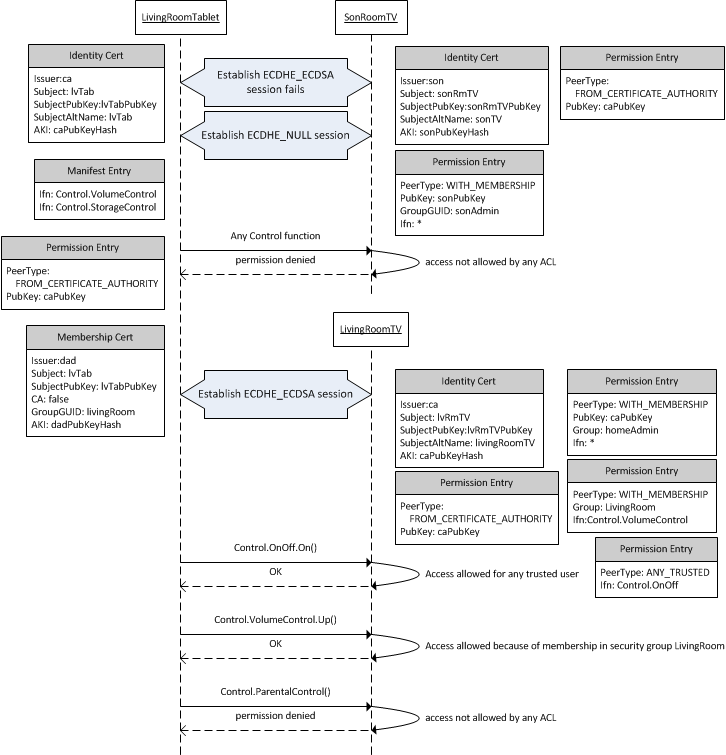 LivingRoomTablet
SonRoomTV
Identity Cert
Issuer:ca
Subject: lvTab
SubjectPubKey:lvTabPubKey
SubjectAltName: lvTab
AKI: caPubKeyHash
Establish ECDHE_ECDSA
session fails
Identity Cert
Issuer:son
Subject: sonRmTV
SubjectPubKey:sonRmTVPubKey
SubjectAltName: sonTV
AKI: sonPubKeyHash
Permission Entry
PeerType:
FROM_CERTIFICATE_AUTHORITY
PubKey: caPubKey
Establish ECDHE_NULL session
Manifest Entry
Ifn: Control.VolumeControl
Ifn: Control.StorageControl
Permission Entry
PeerType: WITH_MEMBERSHIP
PubKey: sonPubKey
GroupGUID: sonAdmin
Ifn: *
Any Control function
permission denied
access not allowed by any ACL
Permission Entry
PeerType:
FROM_CERTIFICATE_AUTHORITY
PubKey: caPubKey
LivingRoomTV
Membership Cert
Issuer:dad
Subject: lvTab
SubjectPubKey: lvTabPubKey
CA: false
GroupGUID: livingRoom
AKI: dadPubKeyHash
Establish ECDHE_ECDSA session
Identity Cert
Issuer:ca
Subject: lvRmTV
SubjectPubKey:lvRmTVPubKey
SubjectAltName: livingRoomTV
AKI: caPubKeyHash
Permission Entry
PeerType: WITH_MEMBERSHIP
PubKey: caPubKey
Group: homeAdmin
Ifn: *
Permission Entry
PeerType:
FROM_CERTIFICATE_AUTHORITY
PubKey: caPubKey
Permission Entry
PeerType: WITH_MEMBERSHIP
Group: LivingRoom
Ifn:Control.VolumeControl
Permission Entry
PeerType: ANY_TRUSTED
Ifn: Control.OnOff
Control.OnOff.On()
OK
Access allowed for any trusted user
Control.VolumeControl.Up()
OK
Access allowed because of membership in security group LivingRoom
Control.ParentalControl()
permission denied
access not allowed by any ACL